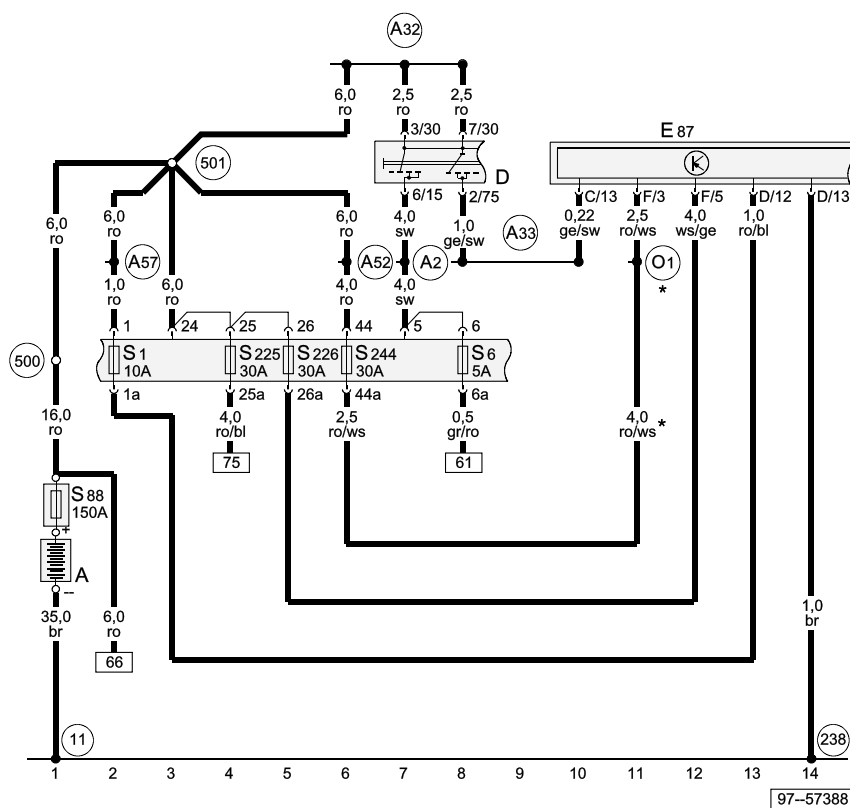 A32
6,0 2,5 2,5
ro ro ro
3/30 7/30
E 87
501
D
6/15 2/75 C/13 F/3 F/5 D/12 D/13
6,0 6,0 6,0 4,0 1,0 0,22 2,5 4,0 1,0
ro ro ro sw ge/sw ge/sw ro/ws ws/ge ro/bl
A33
A57 A52 A2 O1
*
1,0 6,0 4,0 4,0
ro ro ro sw
1 24 25 26 44 5 6
500
S 1 S 225 S 226 S 244 S 6
10A 30A 30A 30A 5A
1a 25a 26a 44a 6a
16,0 4,0 2,5 0,5 4,0
ro ro/bl ro/ws gr/ro ro/ws *
75 61
S 88
150A
+
A
--
35,0 6,0 1,0
br ro br
66
11 238
1 2 3 4 5 6 7 8 9 10 11 12 13 14
97--57388